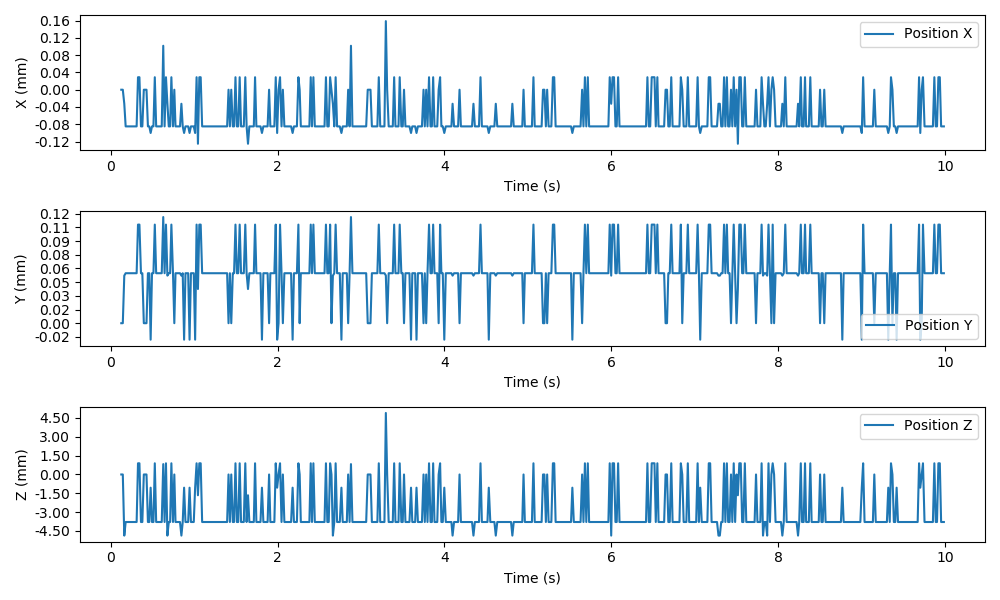 0.16
0.12
0.08
0.04
0.00
-0.04
-0.08
-0.12
X (mm)
Position X
0 2 4 6 8 10
Time (s)
0.12
0.11
0.09
0.08
0.06
0.05
0.03
0.02
0.00
-0.02
Y (mm)
Position Y
0 2 4 6 8 10
Time (s)
4.50
3.00
1.50
0.00
-1.50
-3.00
-4.50
Z (mm)
Position Z
0 2 4 6 8 10
Time (s)